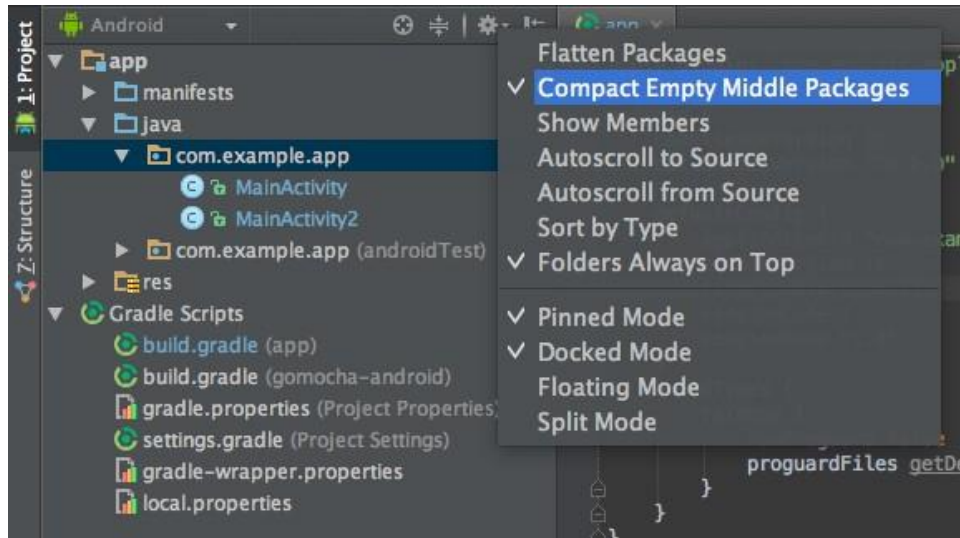 1: Project
Z: Structure
Android
app
manifests
java
com.example.app
MainActivity
MainActivity2
com.example.app (androidTest)
res
Gradle Scripts
build.gradle (app)
build.gradle (gomocha-android)
gradle.properties (Project Properties)
settings.gradle (Project Settings)
gradle-wrapper.properties
local.properties
app
Flatten Packages
Compact Empty Middle Packages
Show Members
Autoscroll to Source
Autoscroll from Source
Sort by Type
Folders Always on Top
Pinned Mode
Docked Mode
Floating Mode
Split Mode
proguardFiles
}
}
}